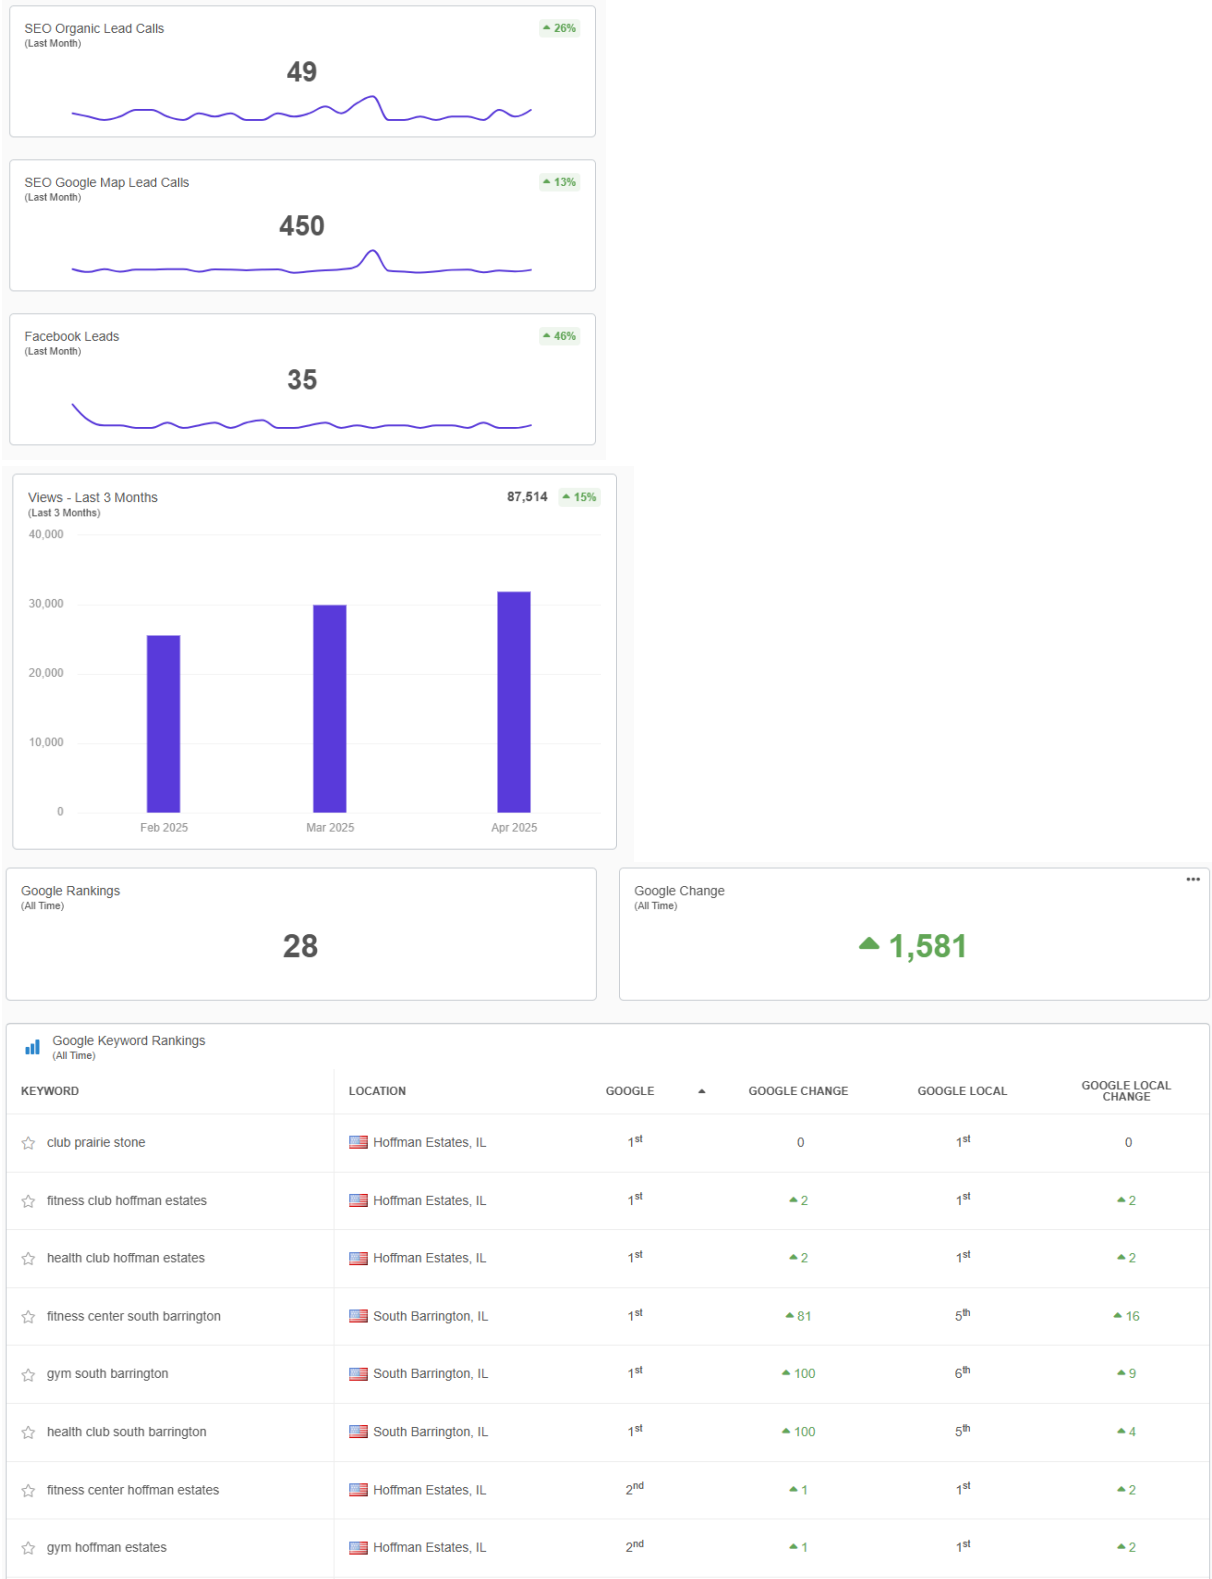 SEO Organic Lead Calls
26%
(Last Month)
49
SEO Google Map Lead Calls
13%
(Last Month)
450
Facebook Leads
46%
(Last Month)
35
Views - Last 3 Months
87,514 15%
(Last 3 Months)
40,000
30,000
20,000
10,000
0
Feb 2025 Mar 2025 Apr 2025
Google Rankings
(All Time)
28
Google Change
(All Time)
1,581
Google Keyword Rankings
(All Time)
KEYWORD LOCATION GOOGLE GOOGLE CHANGE GOOGLE LOCAL GOOGLE LOCAL CHANGE
club prairie stone Hoffman Estates, IL 1st 0 1st 0
fitness club hoffman estates Hoffman Estates, IL 1st 2 1st 2
health club hoffman estates Hoffman Estates, IL 1st 2 1st 2
fitness center south barrington South Barrington, IL 1st 81 5th 16
gym south barrington South Barrington, IL 1st 100 6th 9
health club south barrington South Barrington, IL 1st 100 5th 4
fitness center hoffman estates Hoffman Estates, IL 2nd 1 1st 2
gym hoffman estates Hoffman Estates, IL 2nd 1 1st 2